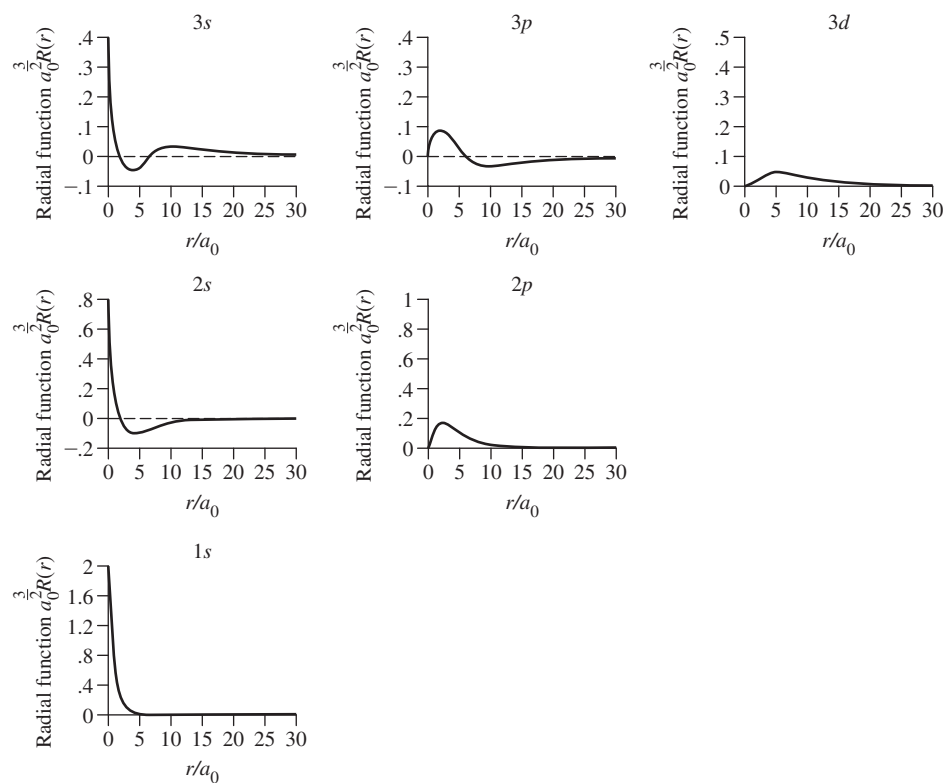 3s
Radial function a₀^{3/2}R(r)
.4
.3
.2
.1
0
−.1
0 5 10 15 20 25 30
r/a₀
3p
Radial function a₀^{3/2}R(r)
.4
.3
.2
.1
0
−.1
0 5 10 15 20 25 30
r/a₀
3d
Radial function a₀^{3/2}R(r)
.5
.4
.3
.2
.1
0
0 5 10 15 20 25 30
r/a₀
2s
Radial function a₀^{3/2}R(r)
.8
.6
.4
.2
0
−.2
0 5 10 15 20 25 30
r/a₀
2p
Radial function a₀^{3/2}R(r)
1
.8
.6
.4
.2
0
0 5 10 15 20 25 30
r/a₀
1s
Radial function a₀^{3/2}R(r)
2
1.6
1.2
.8
.4
0
0 5 10 15 20 25 30
r/a₀